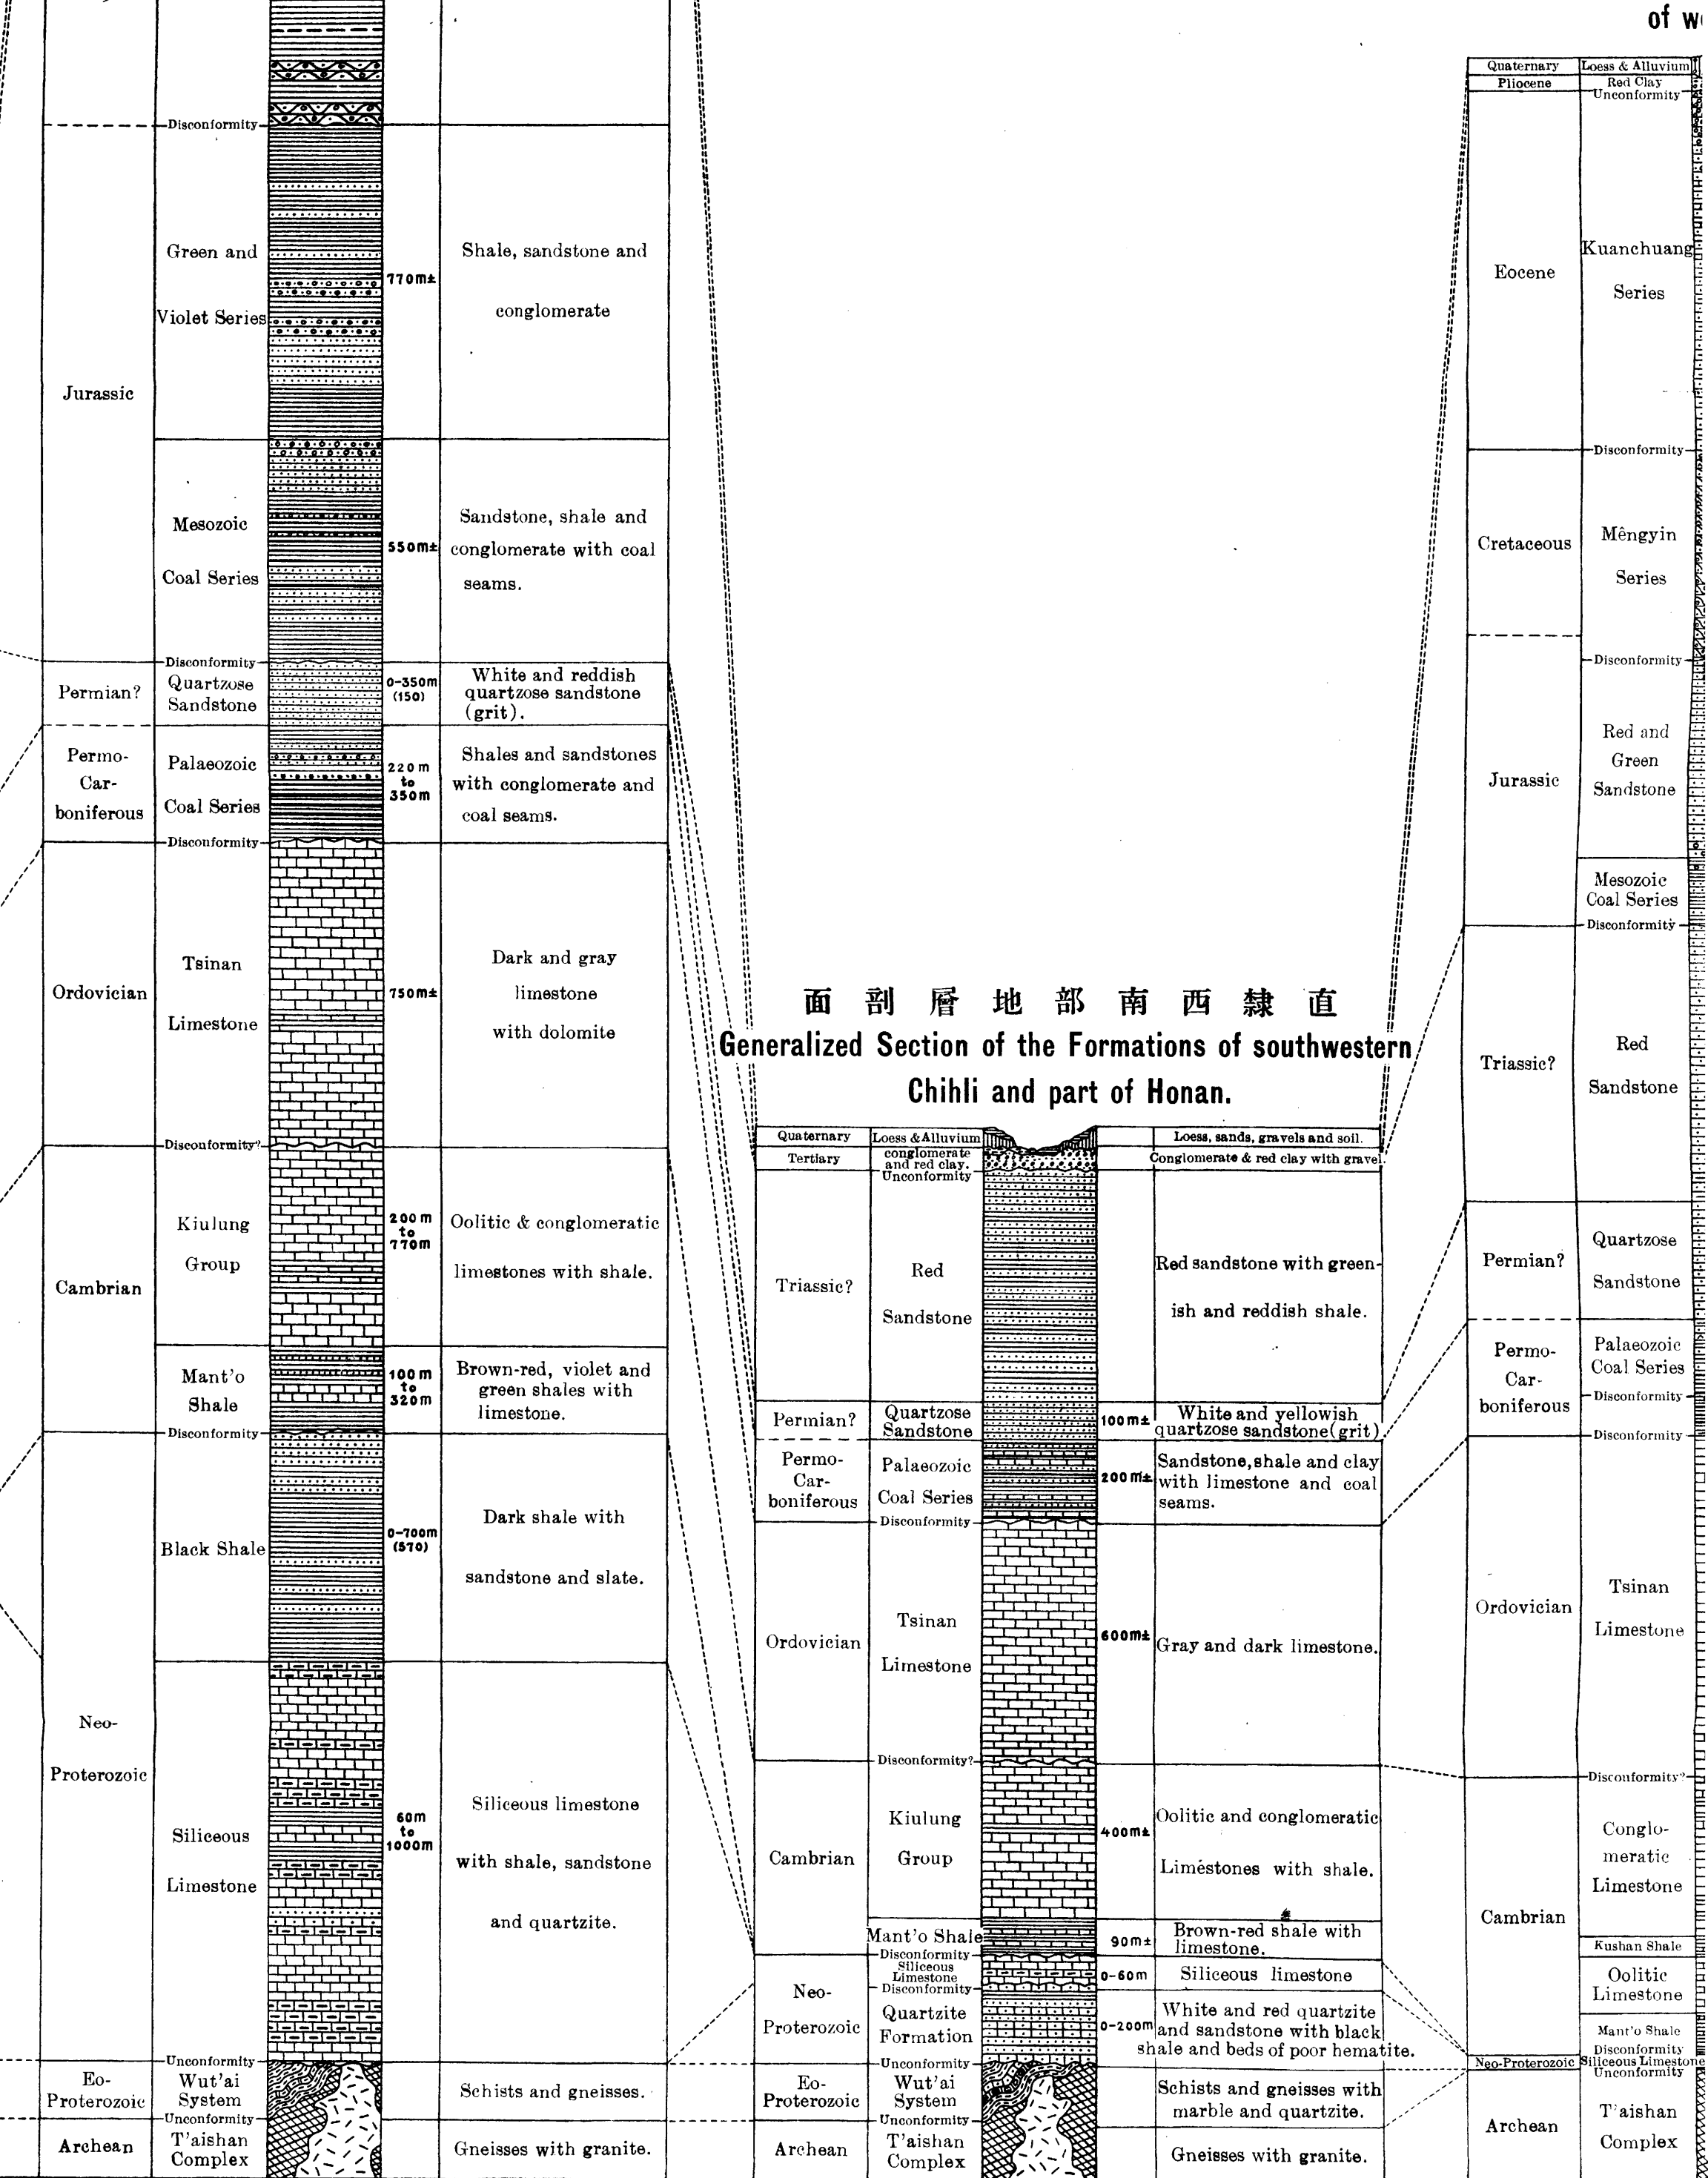 Disconformity
Green and
Violet Series
770m±
Shale, sandstone and
conglomerate
Jurassic
Mesozoic
Coal Series
550m±
Sandstone, shale and
conglomerate with coal
seams.
Disconformity
Permian?
Quartzose
Sandstone
0-350m
(150)
White and reddish
quartzose sandstone
(grit).
Permo-
Car-
boniferous
Palaeozoic
Coal Series
220m
to
350m
Shales and sandstones
with conglomerate and
coal seams.
Disconformity
Ordovician
Tsinan
Limestone
750m±
Dark and gray
limestone
with dolomite
Disconformity?
Cambrian
Kiulung
Group
200m
to
770m
Oolitic & conglomeratic
limestones with shale.
Mant'o
Shale
100m
to
320m
Brown-red, violet and
green shales with
limestone.
Disconformity
Neo-
Proterozoic
Black Shale
0-700m
(570)
Dark shale with
sandstone and slate.
Siliceous
Limestone
60m
to
1000m
Siliceous limestone
with shale, sandstone
and quartzite.
Unconformity
Eo-
Proterozoic
Wut'ai
System
Schists and gneisses.
Unconformity
Archean
T'aishan
Complex
Gneisses with granite.
面剖層地部南西隸直
Generalized Section of the Formations of southwestern
Chihli and part of Honan.
Quaternary
Loess & Alluvium
Loess, sands, gravels and soil.
Tertiary
conglomerate
and red clay.
Conglomerate & red clay with gravel.
Unconformity
Triassic?
Red
Sandstone
Red sandstone with green-
ish and reddish shale.
Permian?
Quartzose
Sandstone
100m±
White and yellowish
quartzose sandstone(grit)
Permo-
Car-
boniferous
Palaeozoic
Coal Series
200m±
Sandstone, shale and clay
with limestone and coal
seams.
Disconformity
Ordovician
Tsinan
Limestone
600m±
Gray and dark limestone.
Disconformity?
Cambrian
Kiulung
Group
400m±
Oolitic and conglomeratic
Limestones with shale.
Mant'o Shale
90m±
Brown-red shale with
limestone.
Disconformity
Neo-
Proterozoic
Siliceous
Limestone
0-60m
Siliceous limestone
Disconformity
Quartzite
Formation
0-200m
White and red quartzite
and sandstone with black
shale and beds of poor hematite.
Unconformity
Eo-
Proterozoic
Wut'ai
System
Schists and gneisses with
marble and quartzite.
Unconformity
Archean
T'aishan
Complex
Gneisses with granite.
of
Quaternary
Loess & Alluvium
Pliocene
Red Clay
Unconformity
Eocene
Kuanchuang
Series
Disconformity
Cretaceous
Mêngyin
Series
Disconformity
Jurassic
Red and
Green
Sandstone
Mesozoic
Coal Series
Disconformity
Triassic?
Red
Sandstone
Permian?
Quartzose
Sandstone
Permo-
Car-
boniferous
Palaeozoic
Coal Series
Disconformity
Disconformity
Ordovician
Tsinan
Limestone
Disconformity?
Cambrian
Conglo-
meratic
Limestone
Kushan Shale
Oolitic
Limestone
Mant'o Shale
Disconformity
Neo-Proterozoic
Siliceous Limestone
Unconformity
Archean
T'aishan
Complex